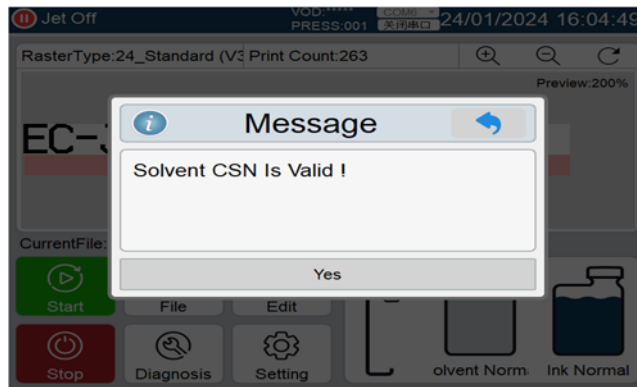 Jet Off
VOD:***** COM6
PRESS:001 关闭串口 24/01/2024 16:04:49
RasterType:24_Standard (V3 Print Count:263
Preview:200%
EC-J
Message
Solvent CSN Is Valid !
Yes
CurrentFile:
Start File Edit
Stop Diagnosis Setting
olvent Norm Ink Normal